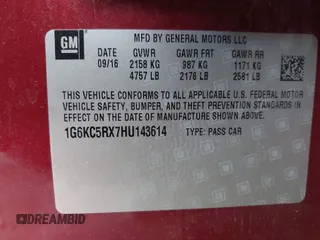 GM
MFD BY GENERAL MOTORS LLC
DATE GVWR GAWR FRT GAWR RR
09/16 2158 KG 987 KG 1171 KG
4757 LB 2176 LB 2581 LB
THIS VEHICLE CONFORMS TO ALL APPLICABLE U.S. FEDERAL MOTOR
VEHICLE SAFETY, BUMPER, AND THEFT PREVENTION STANDARDS
IN EFFECT ON THE DATE OF MANUFACTURE SHOWN ABOVE.
1G6KC5RX7HU143614 TYPE: PASS CAR
DREAMBID